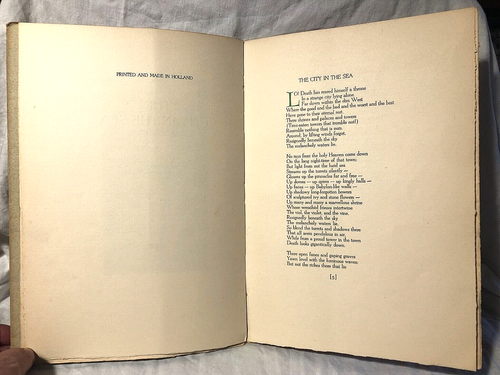 PRINTED AND MADE IN HOLLAND
THE CITY IN THE SEA
LO! Death has reared himself a throne
In a strange city lying alone
Far down within the dim West
Where the good and the bad and the worst and the best
Have gone to their eternal rest.
There shrines and palaces and towers
(Time-eaten towers that tremble not!)
Resemble nothing that is ours.
Around, by lifting winds forgot,
Resignedly beneath the sky
The melancholy waters lie.
No rays from the holy Heaven come down
On the long night-time of that town;
But light from out the lurid sea
Streams up the turrets silently —
Gleams up the pinnacles far and free —
Up domes — up spires — up kingly halls —
Up fanes — up Babylon-like walls —
Up shadowy long-forgotten bowers
Of sculptured ivy and stone flowers —
Up many and many a marvellous shrine
Whose wreathéd friezes intertwine
The viol, the violet, and the vine.
Resignedly beneath the sky
The melancholy waters lie.
So blend the turrets and shadows there
That all seem pendulous in air,
While from a proud tower in the town
Death looks gigantically down.
There open fanes and gaping graves
Yawn level with the luminous waves;
But not the riches there that lie